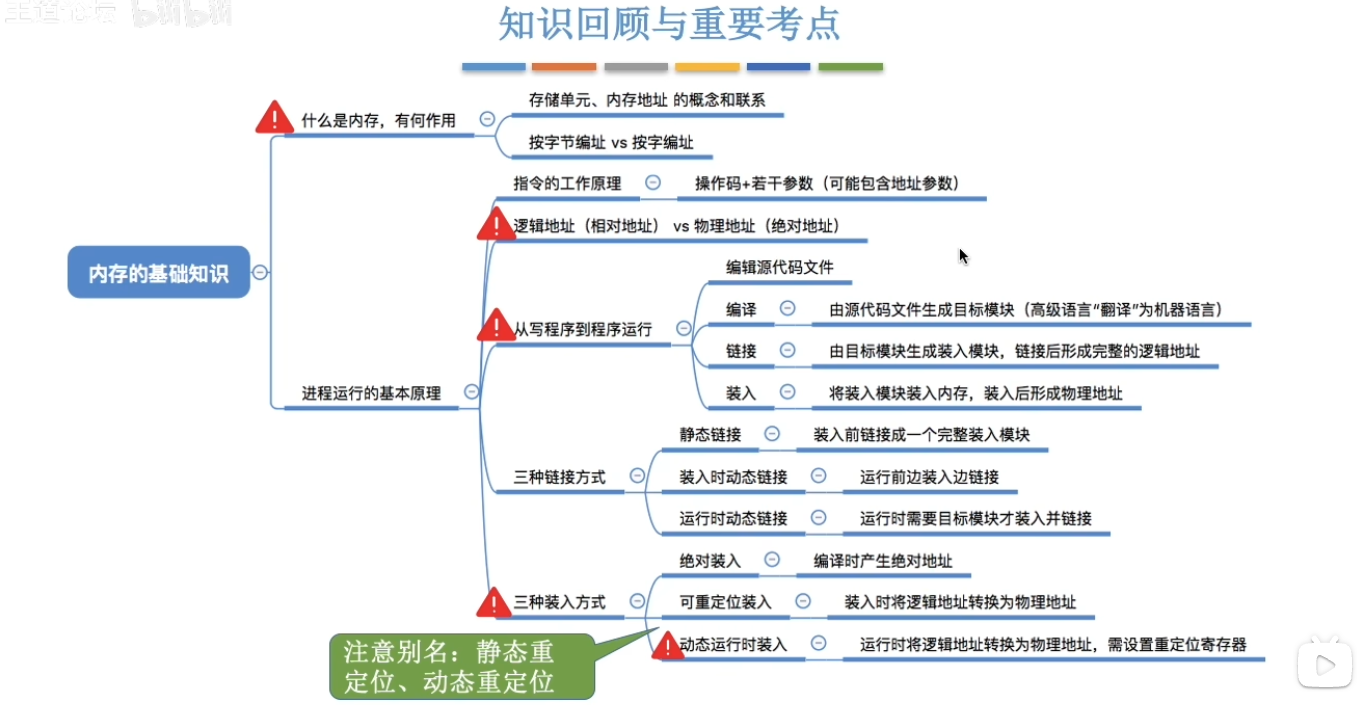 王道论坛 bilibili
知识回顾与重要考点
什么是内存，有何作用
存储单元、内存地址 的概念和联系
按字节编址 vs 按字编址
内存的基础知识
进程运行的基本原理
指令的工作原理
操作码+若干参数（可能包含地址参数）
逻辑地址（相对地址） vs 物理地址（绝对地址）
从写程序到程序运行
编辑源代码文件
编译
由源代码文件生成目标模块（高级语言“翻译”为机器语言）
链接
由目标模块生成装入模块，链接后形成完整的逻辑地址
装入
将装入模块装入内存，装入后形成物理地址
三种链接方式
静态链接
装入前链接成一个完整装入模块
装入时动态链接
运行前边装入边链接
运行时动态链接
运行时需要目标模块才装入并链接
三种装入方式
绝对装入
编译时产生绝对地址
可重定位装入
装入时将逻辑地址转换为物理地址
动态运行时装入
运行时将逻辑地址转换为物理地址，需设置重定位寄存器
注意别名：静态重
定位、动态重定位